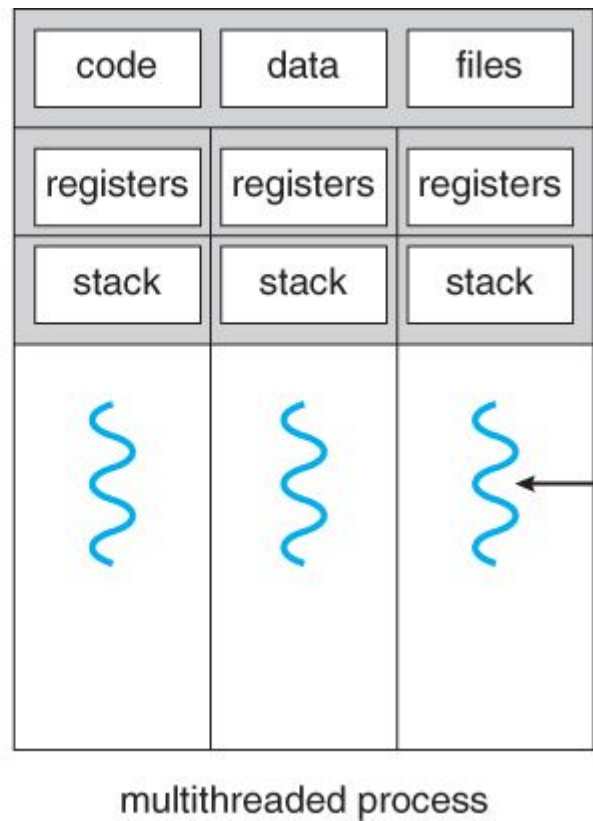 code data files
registers registers registers
stack stack stack
multithreaded process